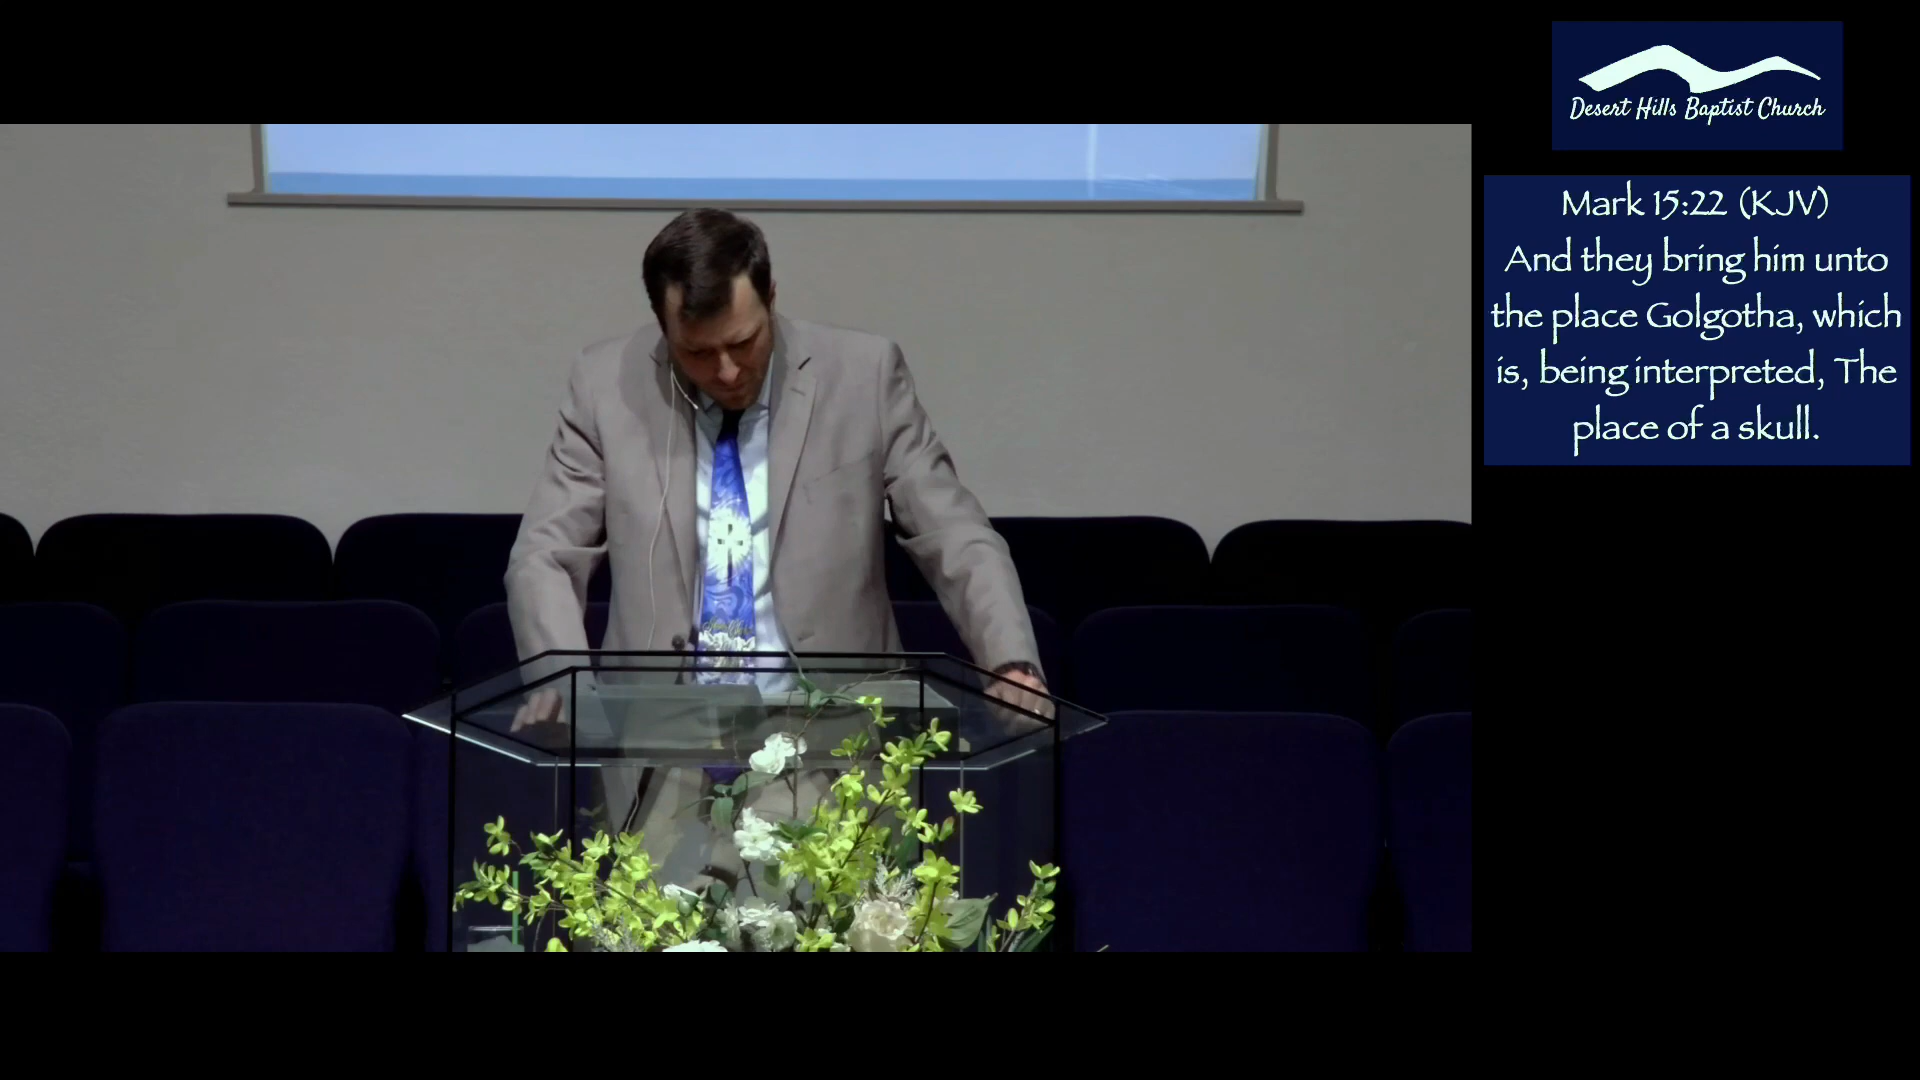 Desert Hills Baptist Church
Mark 15:22 (KJV)
And they bring him unto
the place Golgotha, which
is, being interpreted, The
place of a skull.